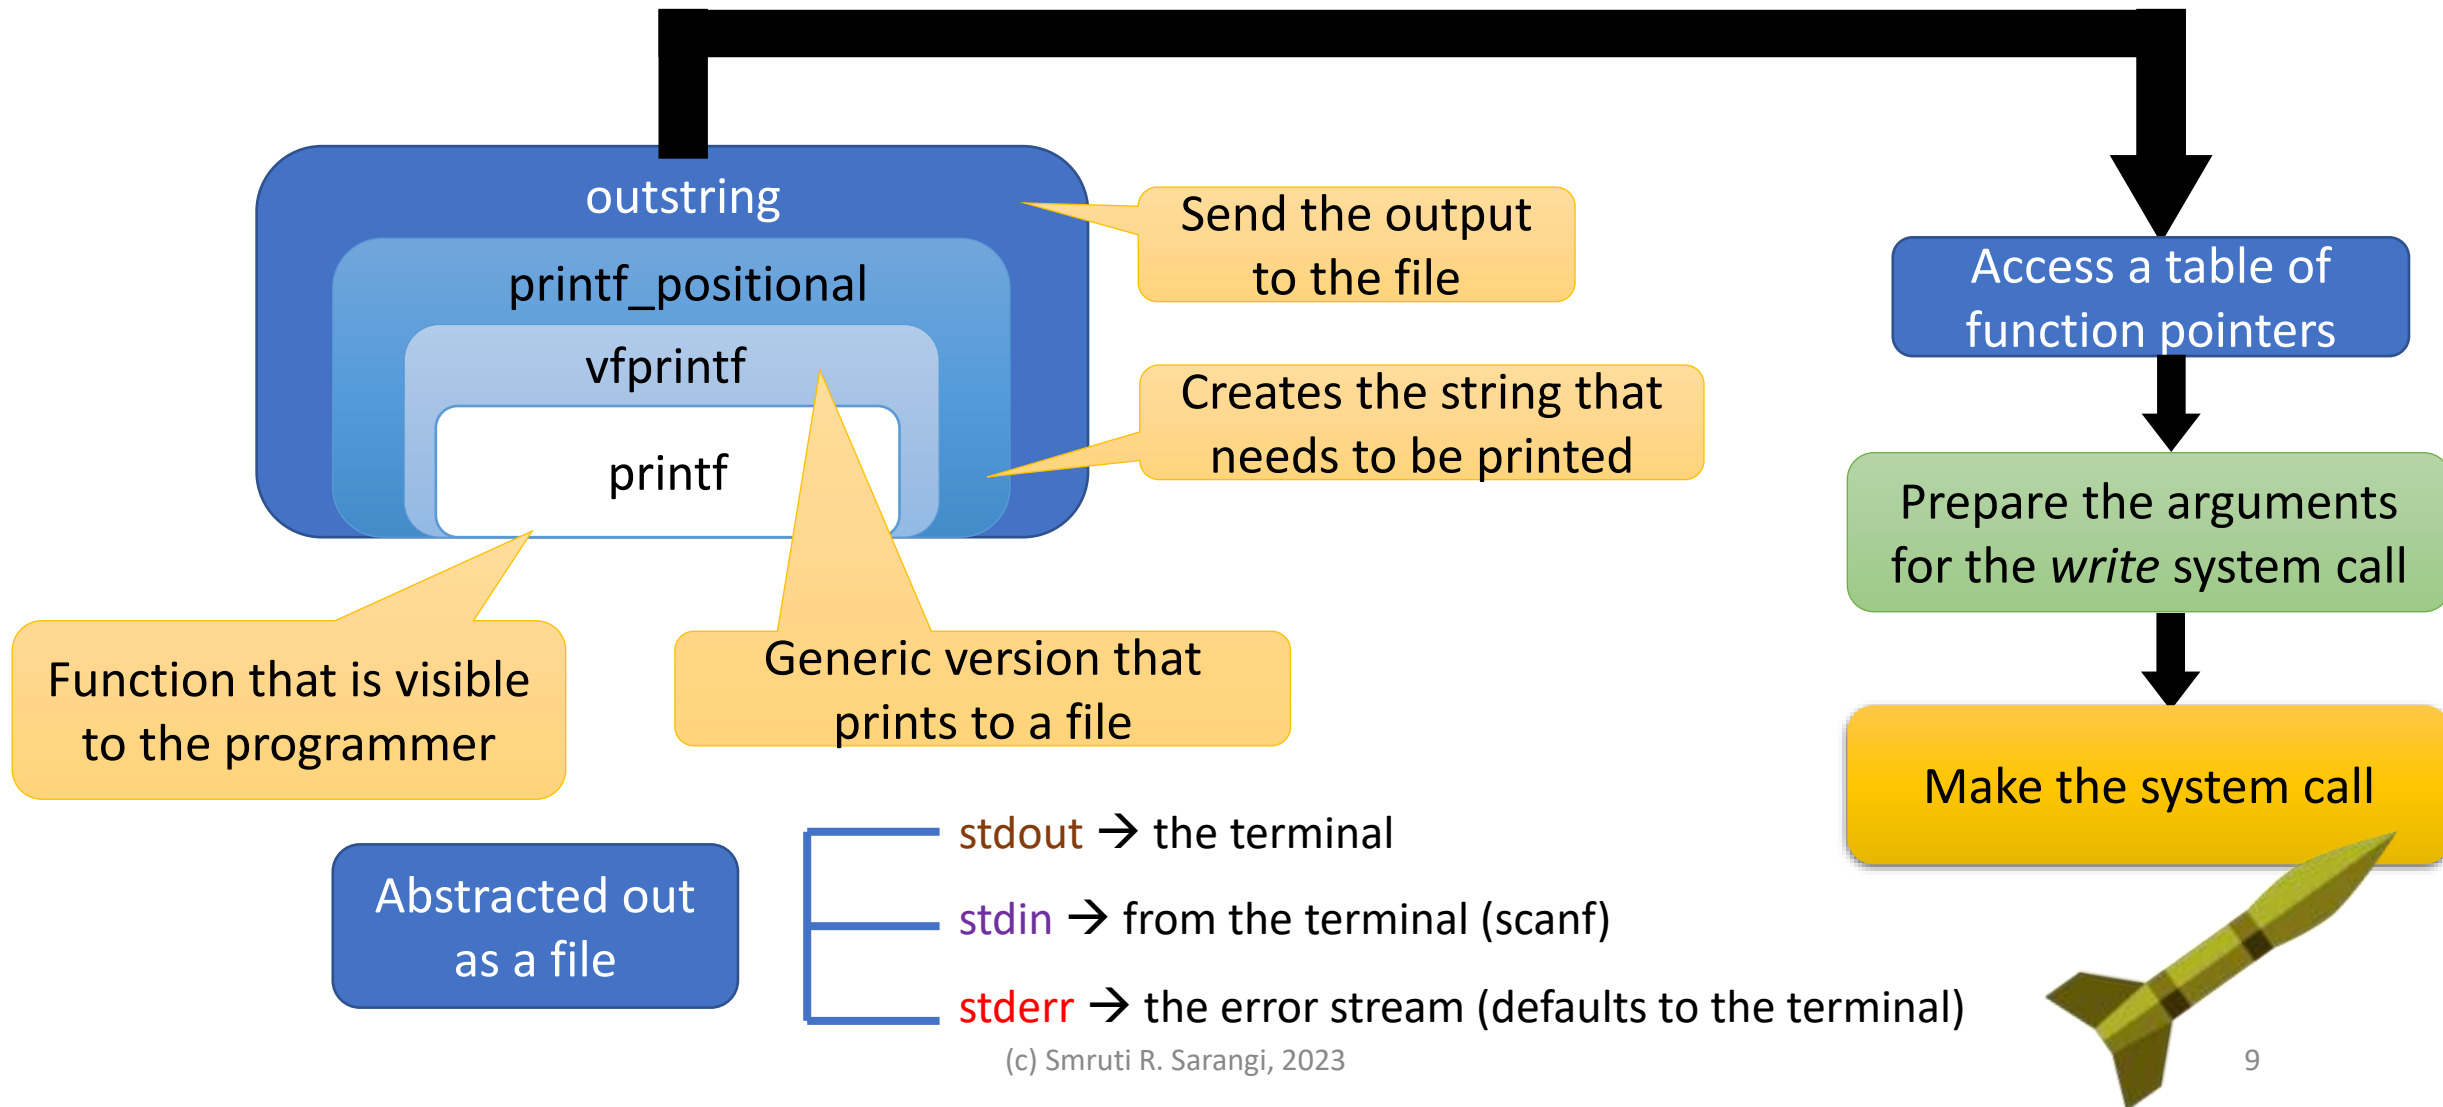 outstring
printf_positional
vfprintf
printf
Send the output
to the file
Creates the string that
needs to be printed
Function that is visible
to the programmer
Generic version that
prints to a file
Access a table of
function pointers
Prepare the arguments
for the write system call
Make the system call
Abstracted out
as a file
stdout → the terminal
stdin → from the terminal (scanf)
stderr → the error stream (defaults to the terminal)
(c) Smruti R. Sarangi, 2023
9